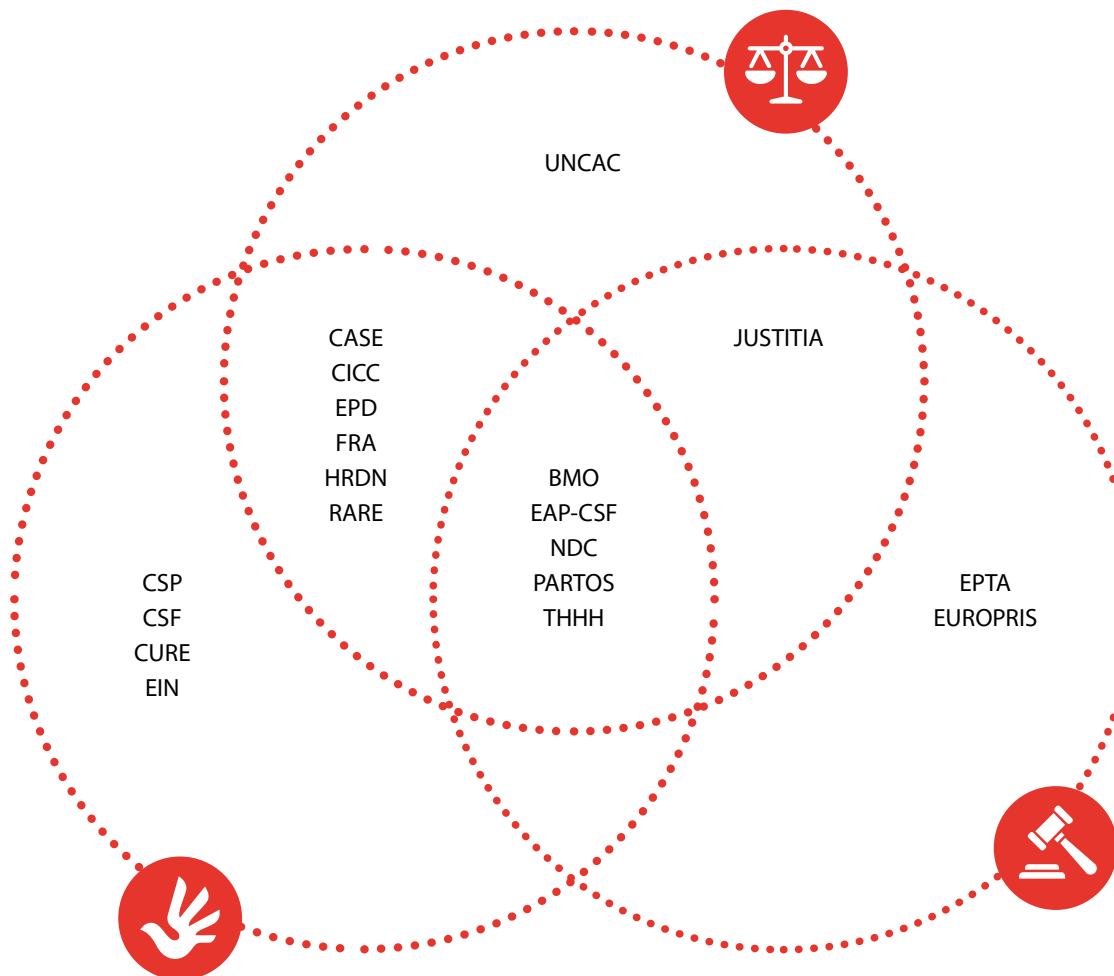 UNCAC
CASE
CICC
EPD
FRA
HRDN
RARE
JUSTITIA
BMO
EAP-CSF
NDC
PARTOS
THHH
CSP
CSF
CURE
EIN
EPTA
EUROPRIS